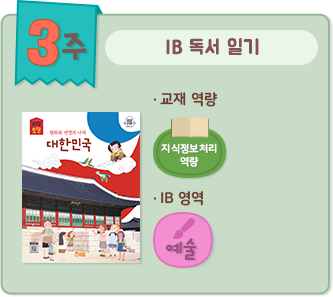 3주
IB 독서 일기
· 교재 역량
지식정보처리
역량
· IB 영역
예술
평화와 번영의 나라
대한민국